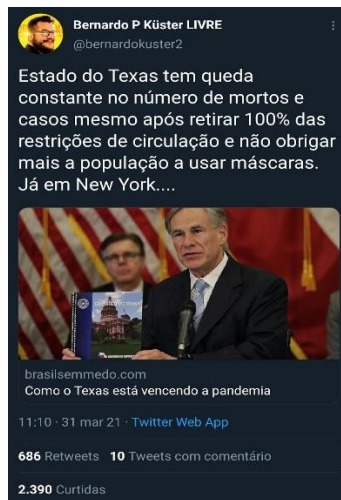 Bernardo P Küster LIVRE
@bernardokuster2
Estado do Texas tem queda
constante no número de mortos e
casos mesmo após retirar 100% das
restrições de circulação e não obrigar
mais a população a usar máscaras.
Já em New York....
brasilsemmedo.com
Como o Texas está vencendo a pandemia
11:10 · 31 mar 21 · Twitter Web App
686 Retweets 10 Tweets com comentário
2.390 Curtidas